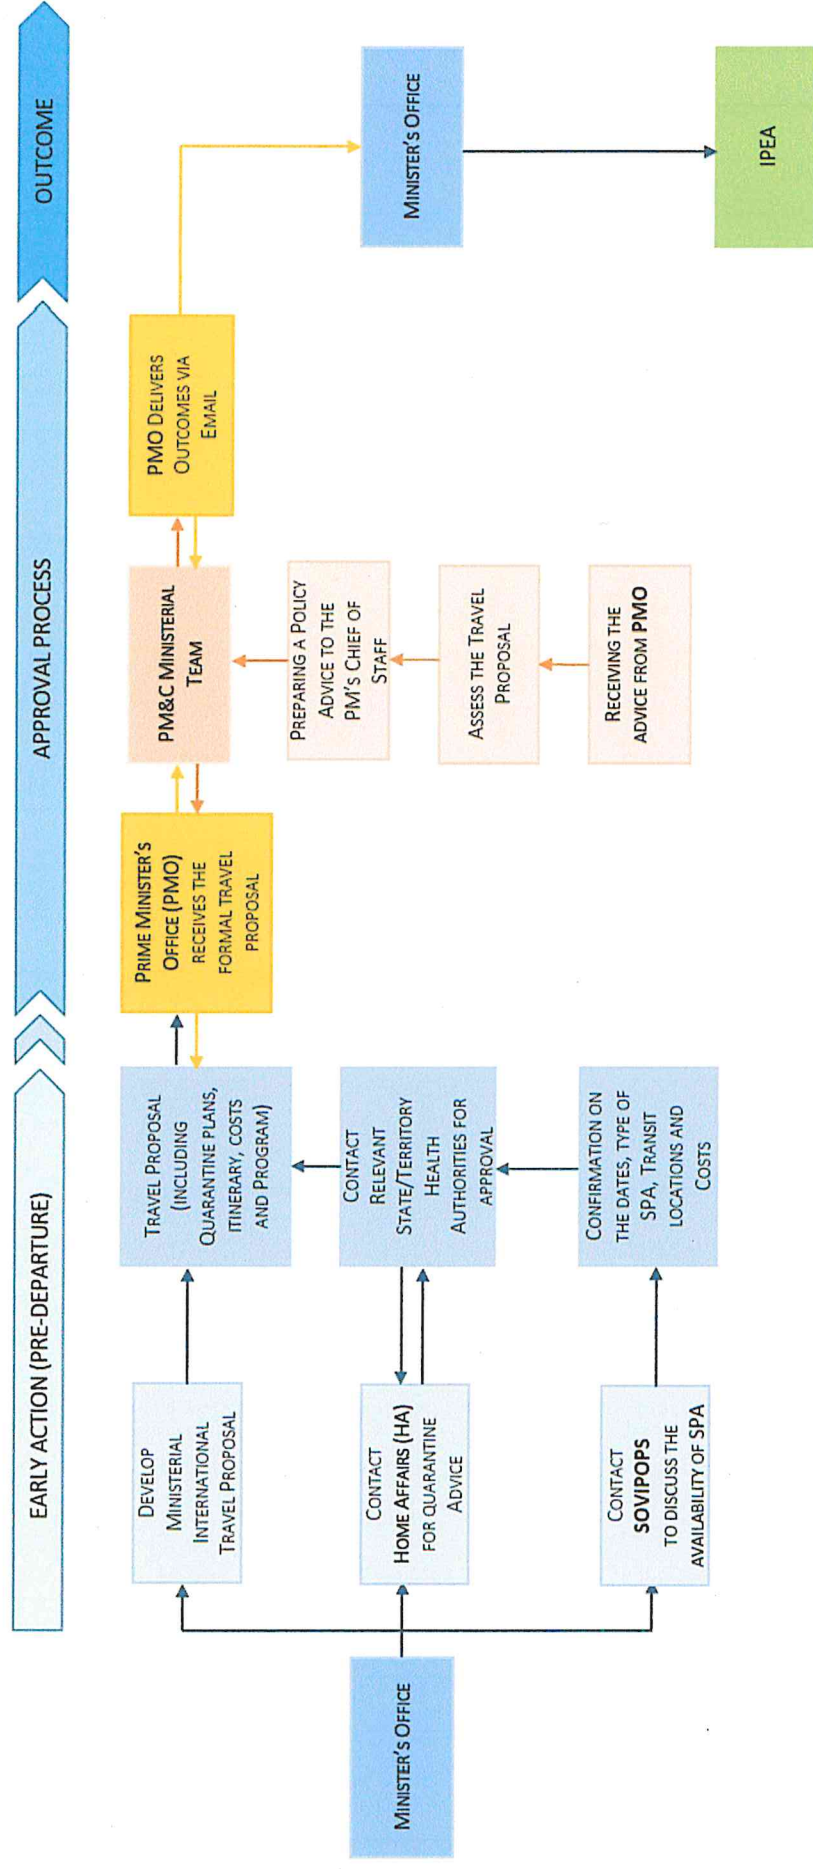 EARLY ACTION (PRE-DEPARTURE)
APPROVAL PROCESS
OUTCOME
MINISTER'S OFFICE
DEVELOP
MINISTERIAL
INTERNATIONAL
TRAVEL PROPOSAL
CONTACT
HOME AFFAIRS (HA)
FOR QUARANTINE
ADVICE
CONTACT
SOVIPOPS
TO DISCUSS THE
AVAILABILITY OF SPA
TRAVEL PROPOSAL
(INCLUDING
QUARANTINE PLANS,
ITINERARY, COSTS
AND PROGRAM)
CONTACT
RELEVANT
STATE/TERRITORY
HEALTH
AUTHORITIES FOR
APPROVAL
CONFIRMATION ON
THE DATES, TYPE OF
SPA, TRANSIT
LOCATIONS AND
COSTS
PRIME MINISTER'S
OFFICE (PMO)
RECEIVES THE
FORMAL TRAVEL
PROPOSAL
PM&C MINISTERIAL
TEAM
PREPARING A POLICY
ADVICE TO THE
PM'S CHIEF OF
STAFF
ASSESS THE TRAVEL
PROPOSAL
RECEIVING THE
ADVICE FROM PMO
PMO DELIVERS
OUTCOMES VIA
EMAIL
MINISTER'S OFFICE
IPEA